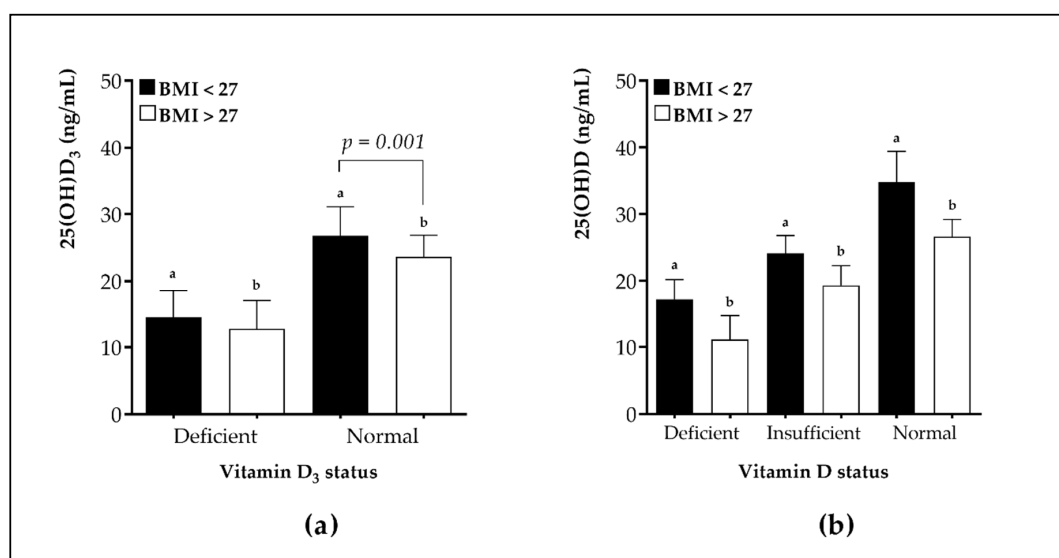 50
40
30
20
10
0
25(OH)D₃ (ng/mL)
BMI < 27
BMI > 27
p = 0.001
a
b
a
b
Deficient
Normal
Vitamin D₃ status
(a)
50
40
30
20
10
0
25(OH)D (ng/mL)
BMI < 27
BMI > 27
a
b
a
b
a
b
Deficient
Insufficient
Normal
Vitamin D status
(b)